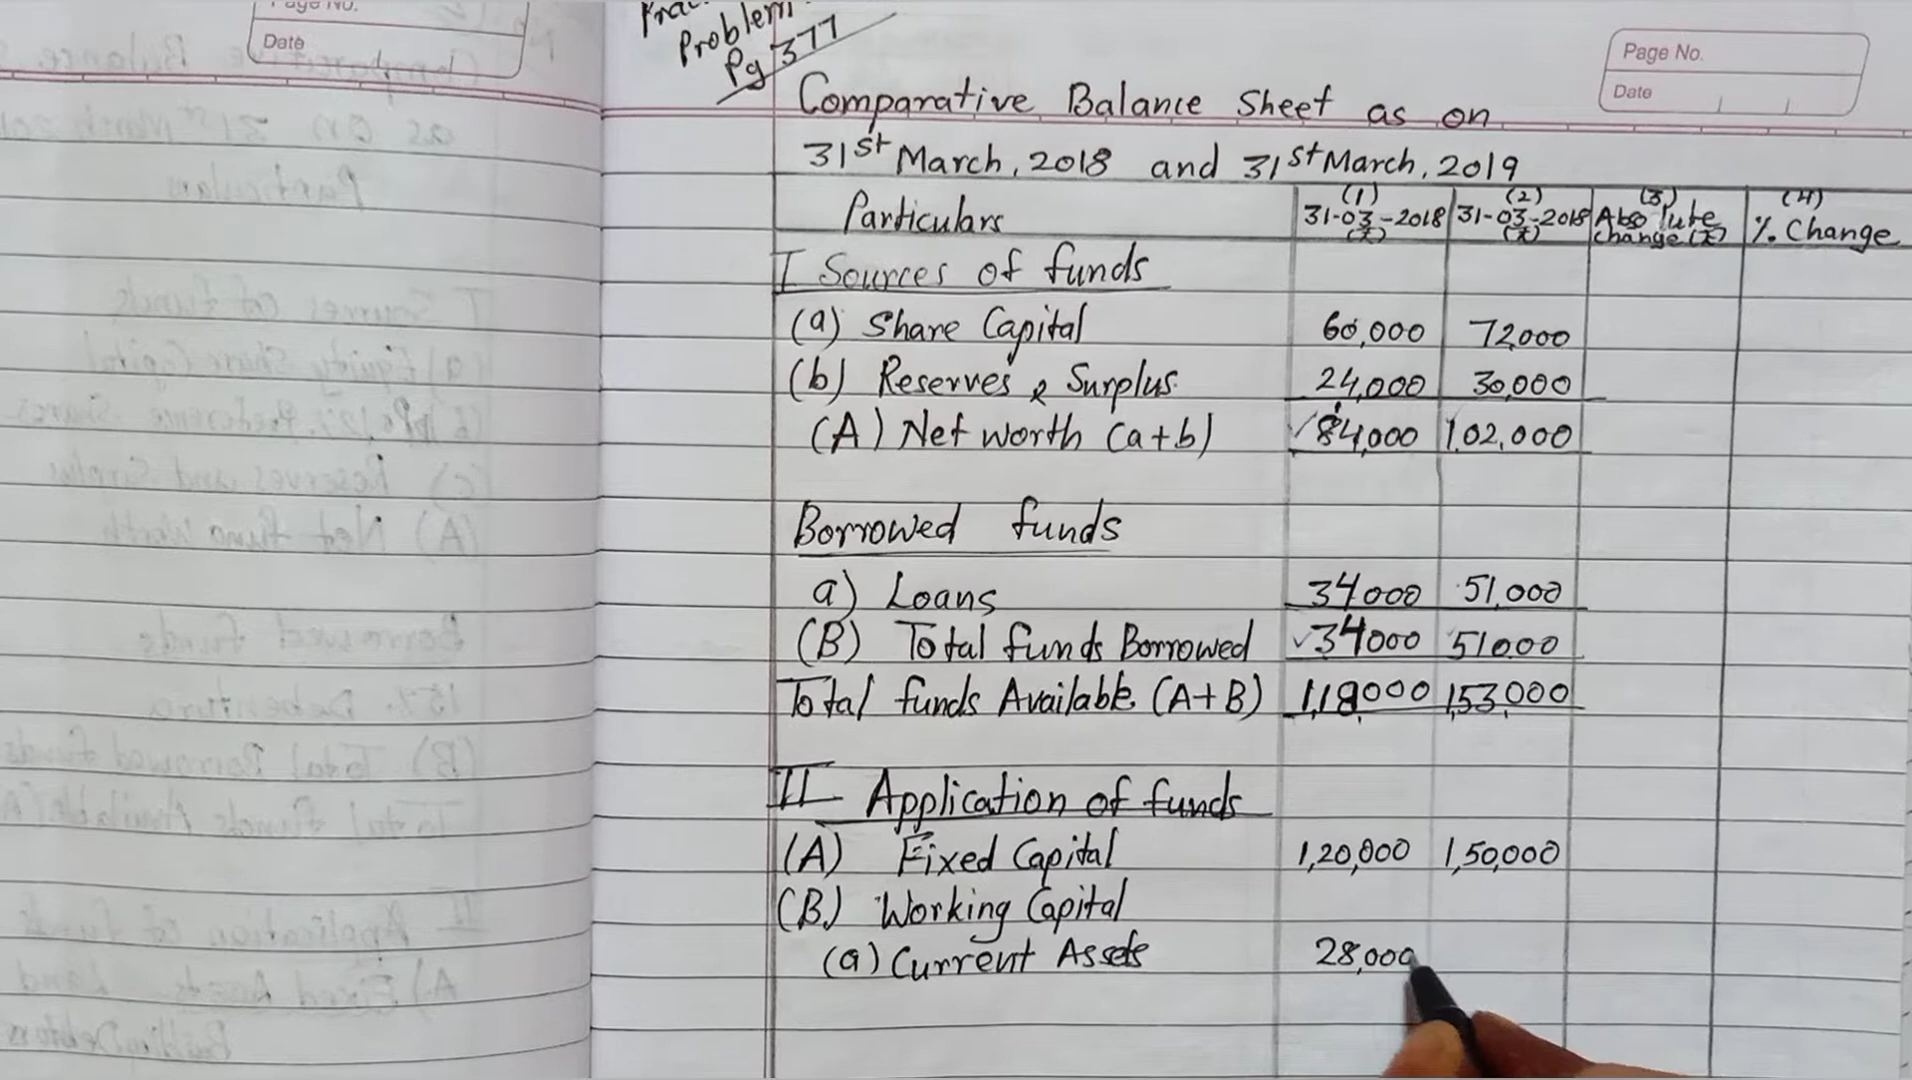 Page No.
Date
Problem
Pg 377
Page No.
Date
Comparative Balance Sheet as on
31st March, 2018 and 31st March, 2019
Particulars (1) 31-03-2018 (₹) (2) 31-03-2018 (₹) (3) Absolute change (₹) (4) % Change
I Sources of funds
(a) Share Capital 60,000 72,000
(b) Reserves & Surplus 24,000 30,000
(A) Net worth (a+b) 84,000 1,02,000
Borrowed funds
a) Loans 34000 51,000
(B) Total funds Borrowed 34000 51000
Total funds Available (A+B) 1,18,000 1,53,000
II Application of funds
(A) Fixed Capital 1,20,000 1,50,000
(B.) Working Capital
(a) Current Assets 28,000